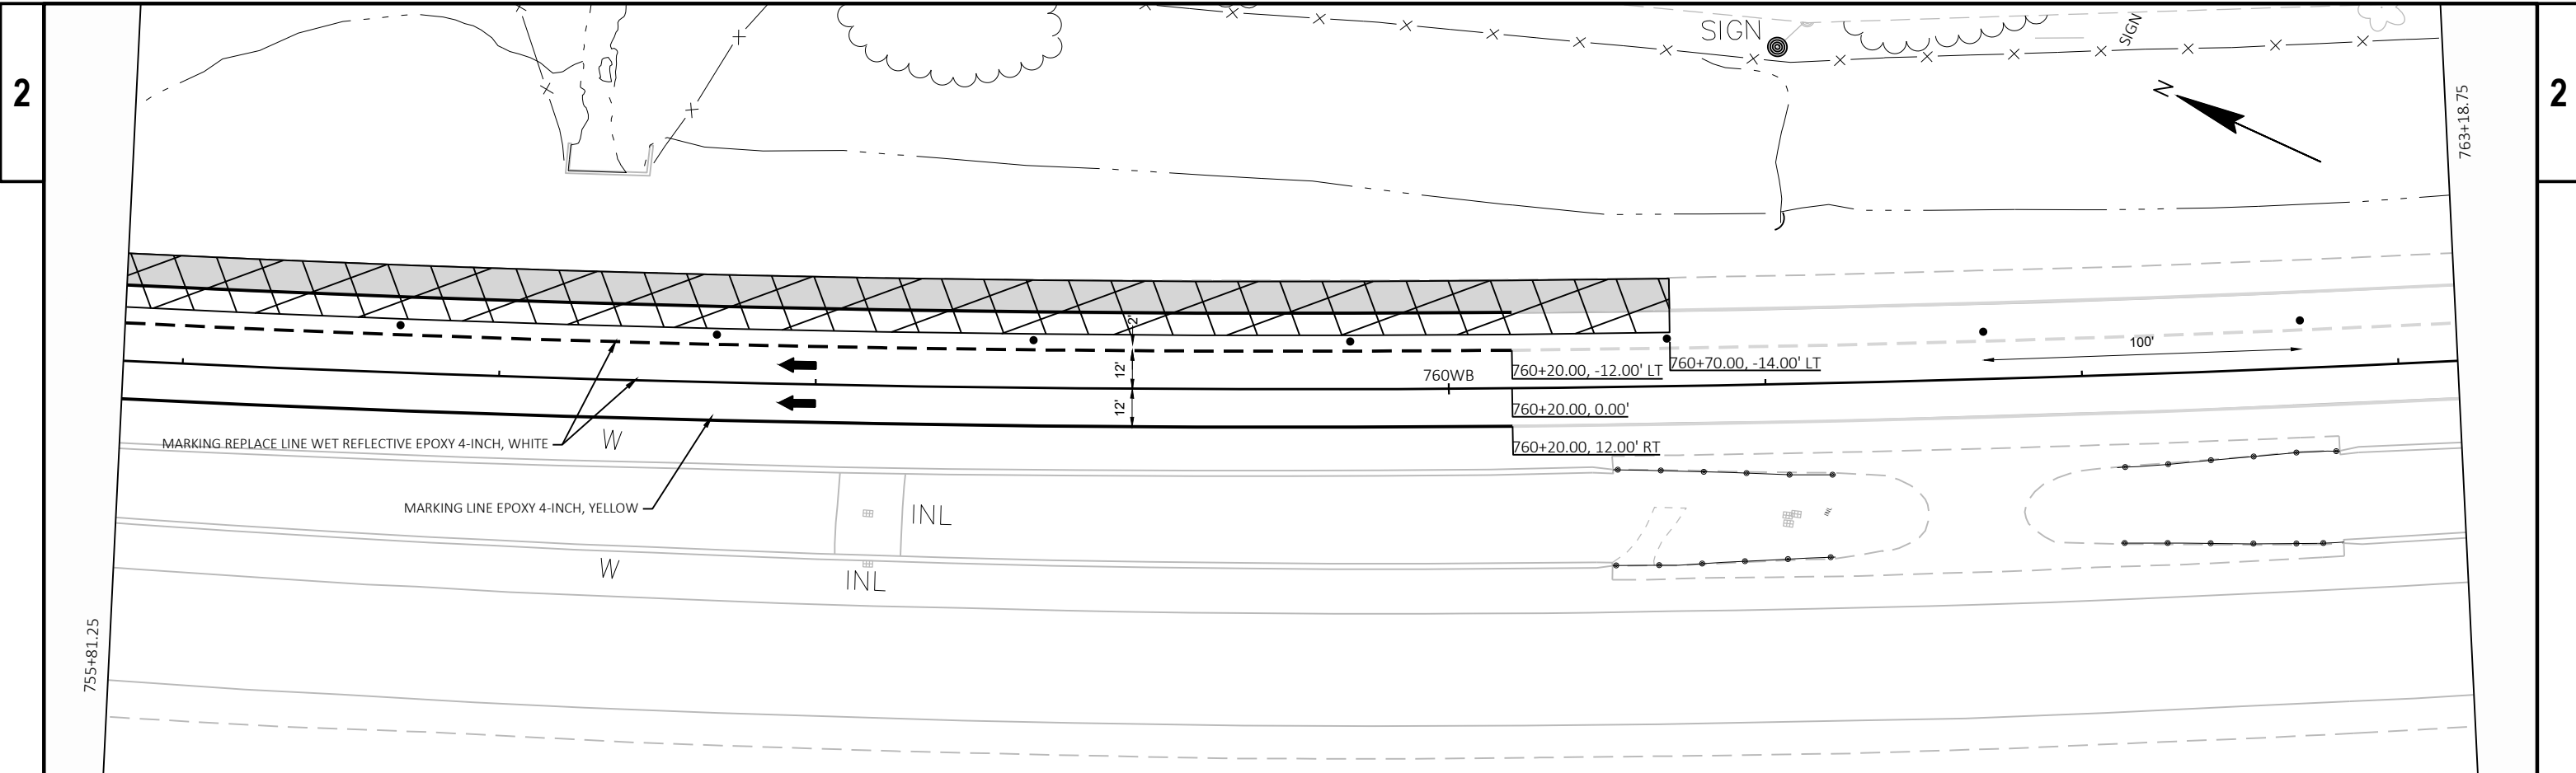 2
2
SIGN
SIGN
N
763+18.75
2'
12'
12'
100'
760WB
760+20.00, -12.00' LT
760+70.00, -14.00' LT
760+20.00, 0.00'
760+20.00, 12.00' RT
MARKING REPLACE LINE WET REFLECTIVE EPOXY 4-INCH, WHITE
W
MARKING LINE EPOXY 4-INCH, YELLOW
INL
INL
W
INL
755+81.25